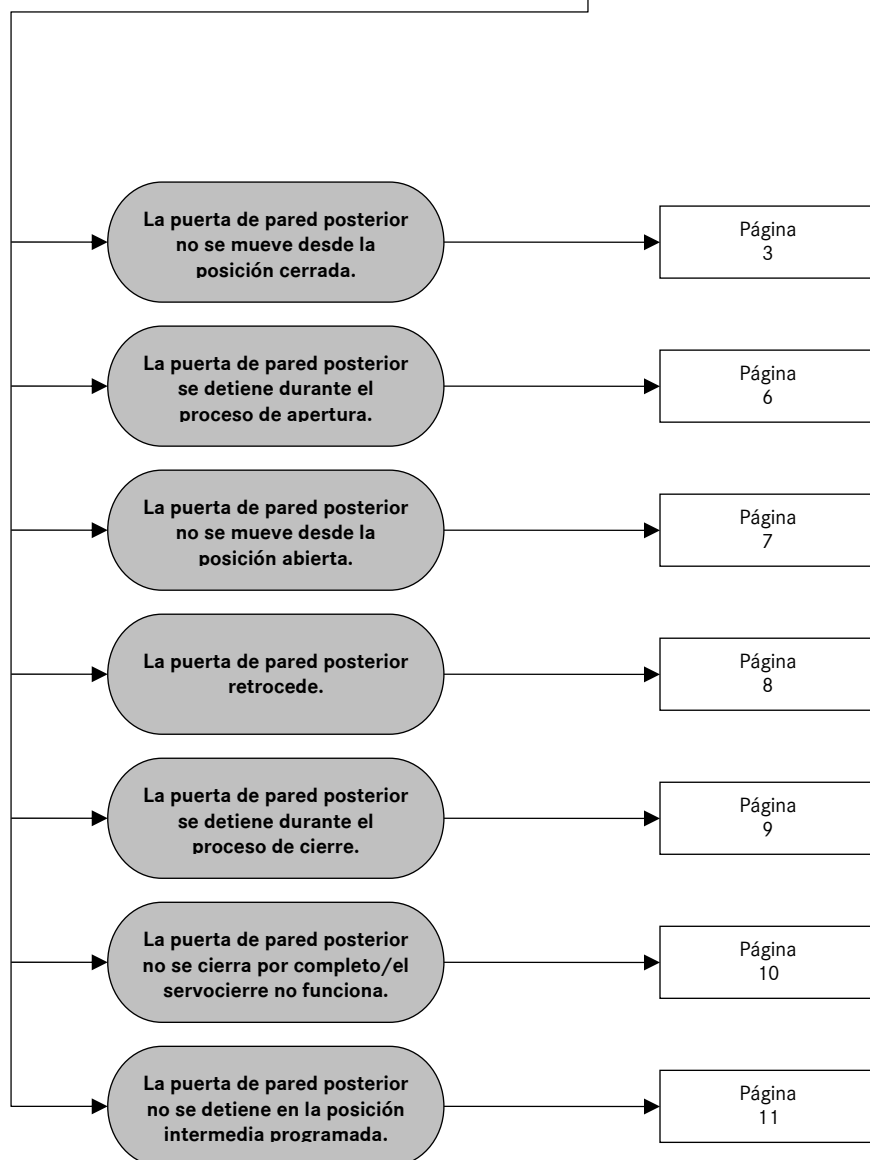 La puerta de pared posterior
no se mueve desde la
posición cerrada.
Página
3
La puerta de pared posterior
se detiene durante el
proceso de apertura.
Página
6
La puerta de pared posterior
no se mueve desde la
posición abierta.
Página
7
La puerta de pared posterior
retrocede.
Página
8
La puerta de pared posterior
se detiene durante el
proceso de cierre.
Página
9
La puerta de pared posterior
no se cierra por completo/el
servocierre no funciona.
Página
10
La puerta de pared posterior
no se detiene en la posición
intermedia programada.
Página
11